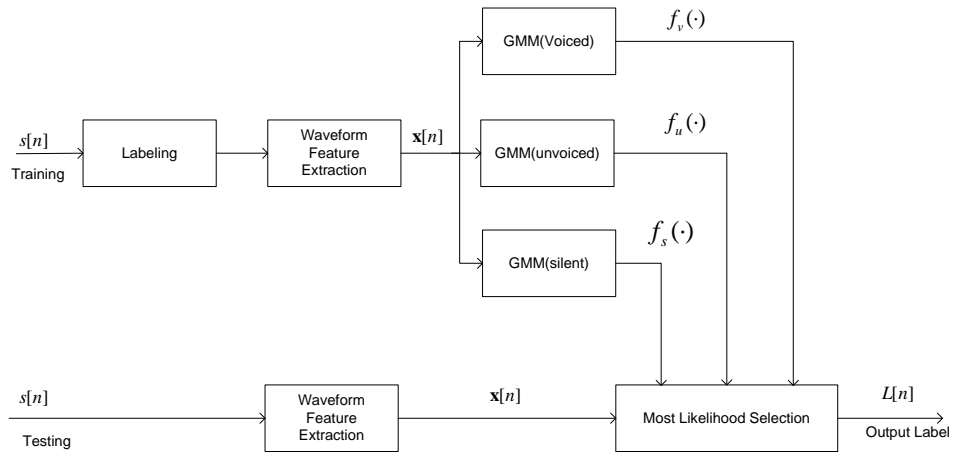 GMM(Voiced)
f_v(·)
s[n]
Training
Labeling
Waveform
Feature
Extraction
x[n]
GMM(unvoiced)
f_u(·)
GMM(silent)
f_s(·)
s[n]
Testing
Waveform
Feature
Extraction
x[n]
Most Likelihood Selection
L[n]
Output Label